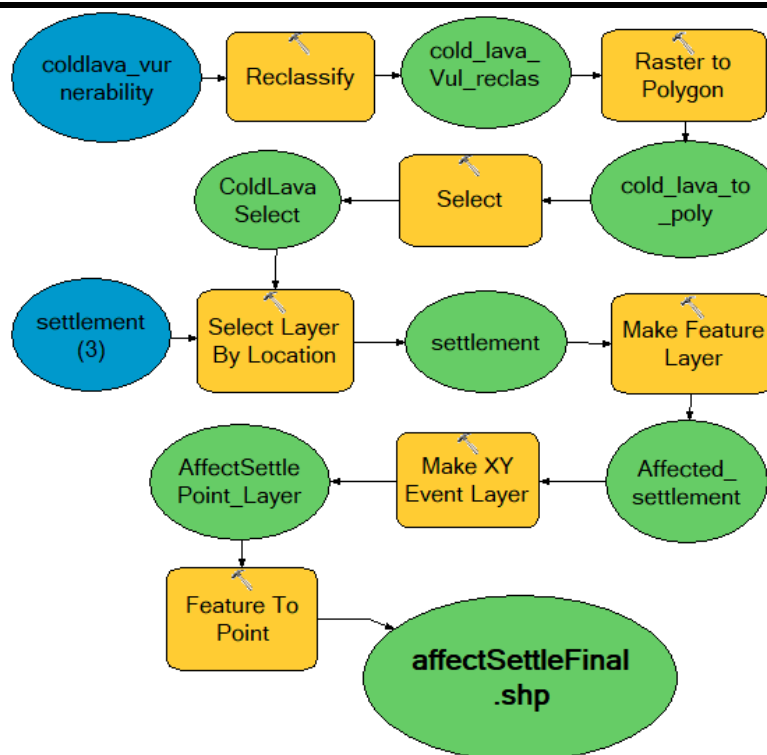 coldlava_vur
nerability
Reclassify
cold_lava_
Vul_reclas
Raster to
Polygon
ColdLava
Select
Select
cold_lava_to
_poly
settlement
(3)
Select Layer
By Location
settlement
Make Feature
Layer
AffectSettle
Point_Layer
Make XY
Event Layer
Affected_
settlement
Feature To
Point
affectSettleFinal
.shp